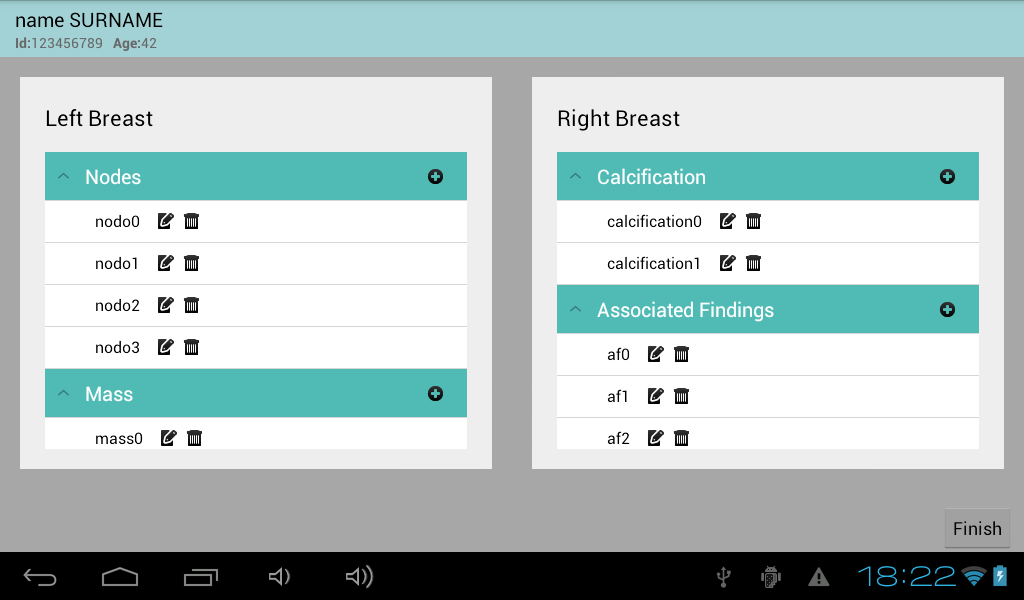 name SURNAME
Id:123456789 Age:42
Left Breast
Nodes
nodo0
nodo1
nodo2
nodo3
Mass
mass0
Right Breast
Calcification
calcification0
calcification1
Associated Findings
af0
af1
af2
Finish
18:22